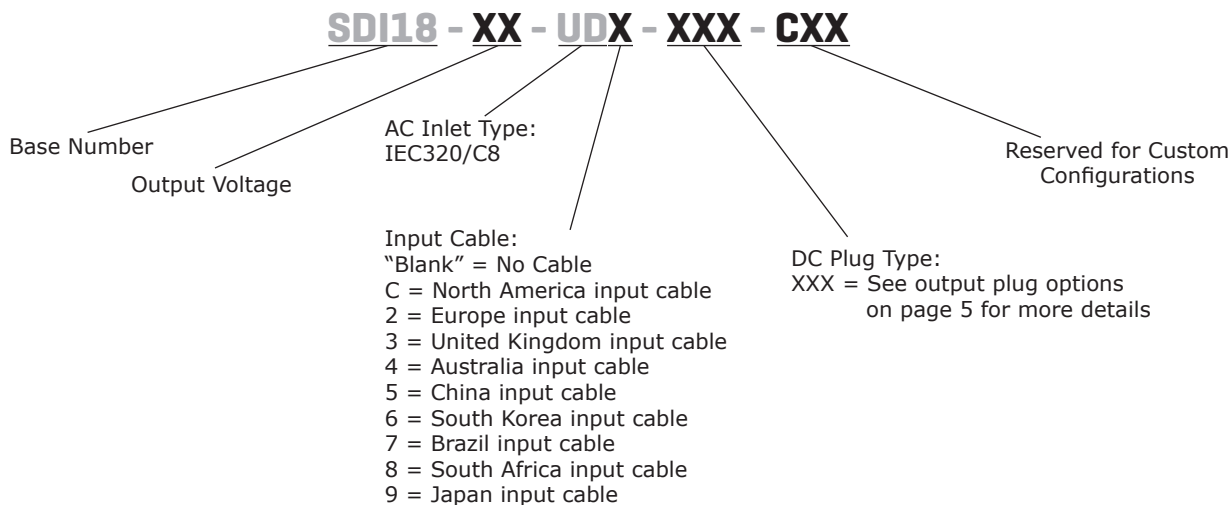 SDI18 - XX - UDX - XXX - CXX
Base Number
Output Voltage
AC Inlet Type:
IEC320/C8
Input Cable:
“Blank” = No Cable
C = North America input cable
2 = Europe input cable
3 = United Kingdom input cable
4 = Australia input cable
5 = China input cable
6 = South Korea input cable
7 = Brazil input cable
8 = South Africa input cable
9 = Japan input cable
DC Plug Type:
XXX = See output plug options
on page 5 for more details
Reserved for Custom
Configurations